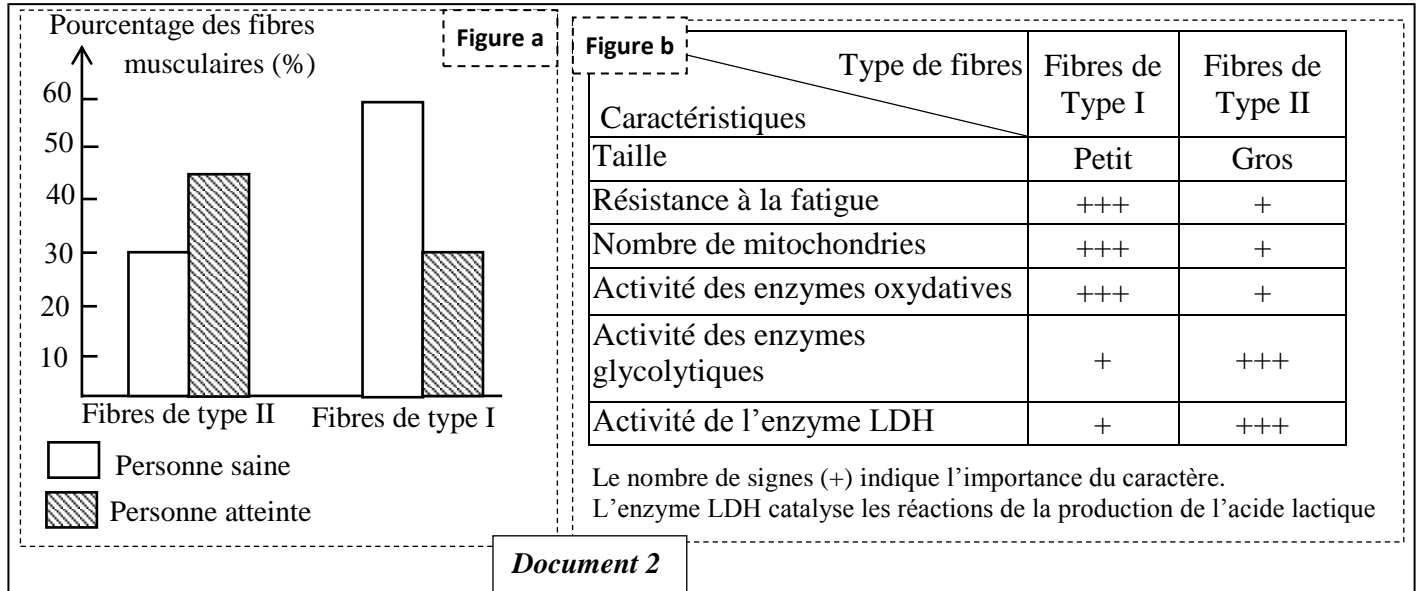 Pourcentage des fibres
musculaires (%)
Figure a
60
50
40
30
20
10
Fibres de type II
Fibres de type I
Personne saine
Personne atteinte
Figure b
Type de fibres
Caractéristiques
Fibres de
Type I
Fibres de
Type II
Taille
Petit
Gros
Résistance à la fatigue
+++
+
Nombre de mitochondries
+++
+
Activité des enzymes oxydatives
+++
+
Activité des enzymes
glycolytiques
+
+++
Activité de l’enzyme LDH
+
+++
Le nombre de signes (+) indique l’importance du caractère.
L’enzyme LDH catalyse les réactions de la production de l’acide lactique
Document 2